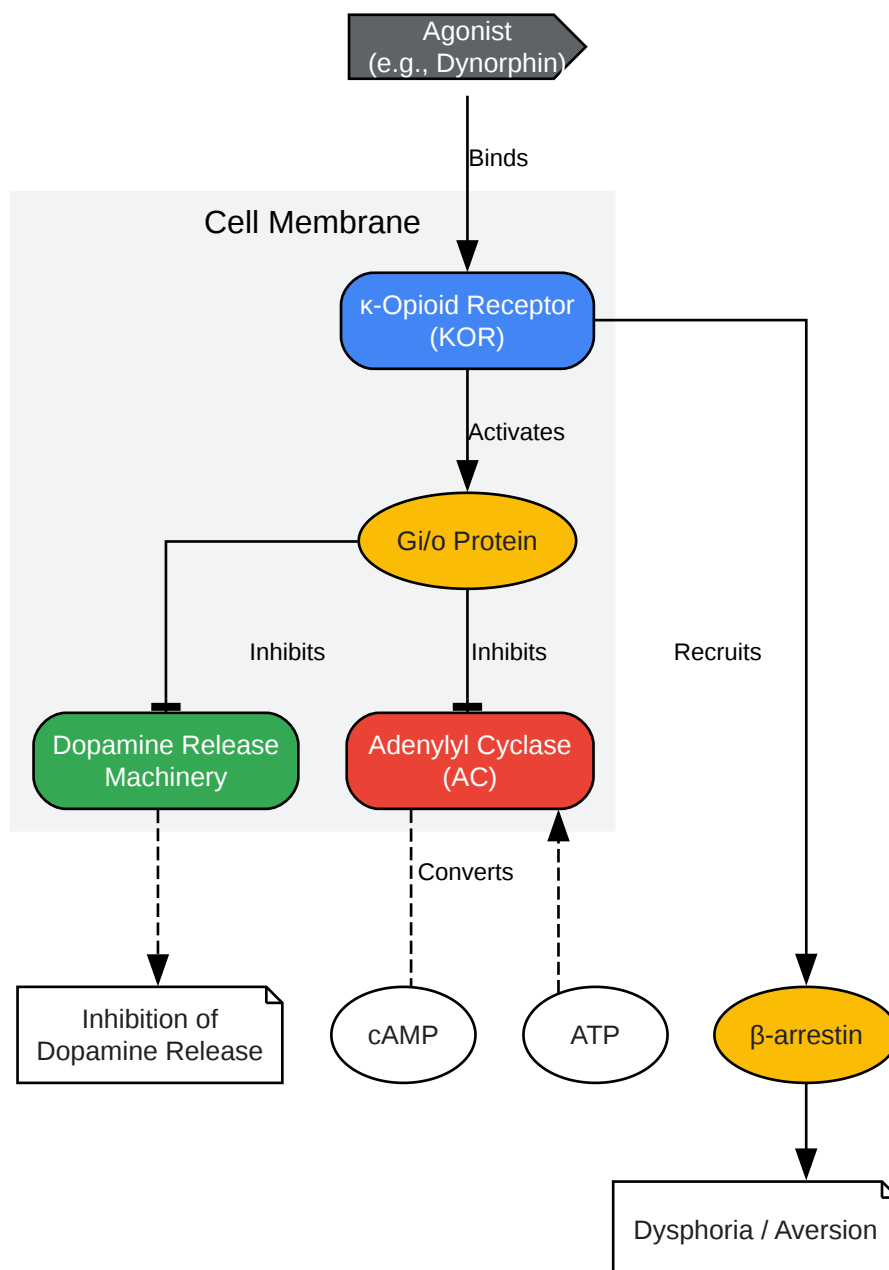 Agonist
(e.g., Dynorphin)
Binds
Cell Membrane
κ-Opioid Receptor
(KOR)
Activates
Gi/o Protein
Inhibits
Inhibits
Recruits
Dopamine Release
Machinery
Adenylyl Cyclase
(AC)
Converts
Inhibition of
Dopamine Release
cAMP
ATP
β-arrestin
Dysphoria / Aversion